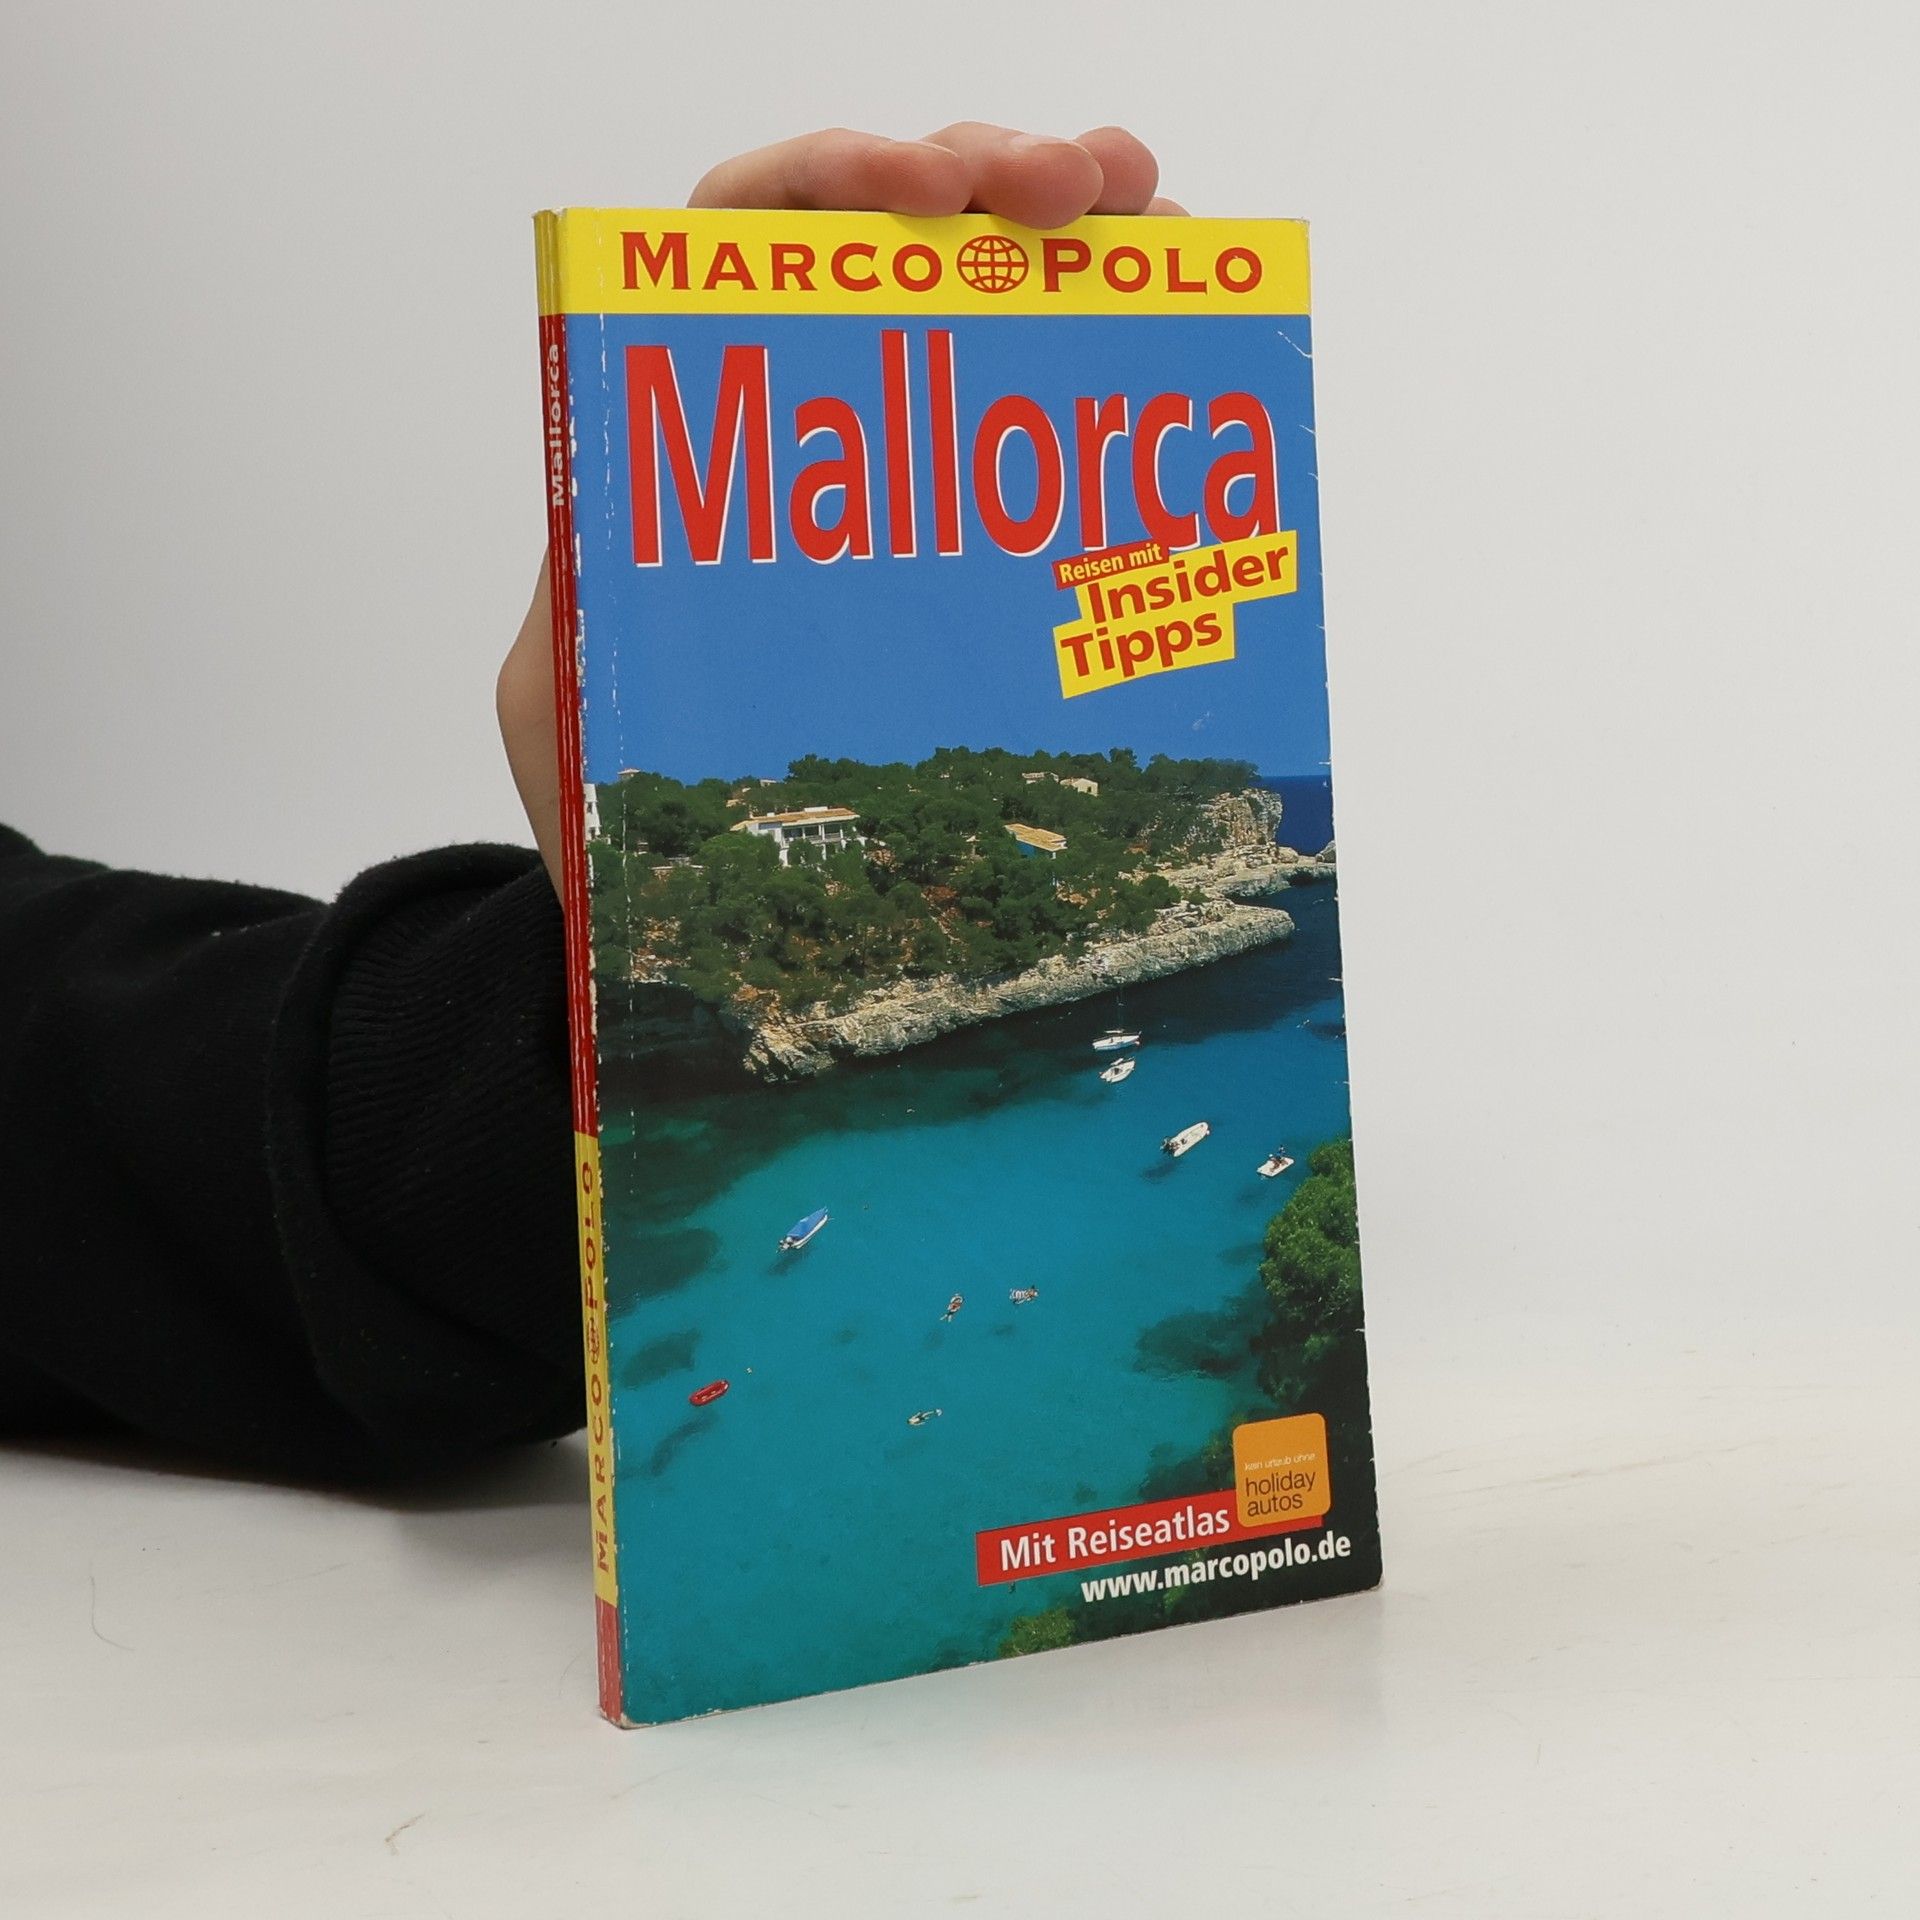 MARCO POLO
Mallorca
Reisen mit
Insider
Tipps
kein urlaub ohne
holiday
autos
Mit Reiseatlas
www.marcopolo.de
Mallorca
MARCO POLO